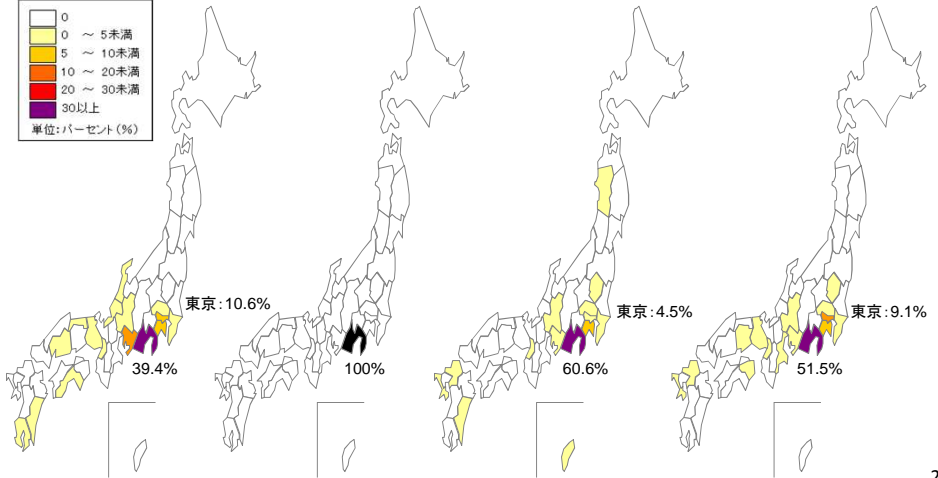 0
0 ～ 5未満
5 ～ 10未満
10 ～ 20未満
20 ～ 30未満
30以上
単位:パーセント(%)
東京:10.6%
39.4%
100%
東京:4.5%
60.6%
東京:9.1%
51.5%
2